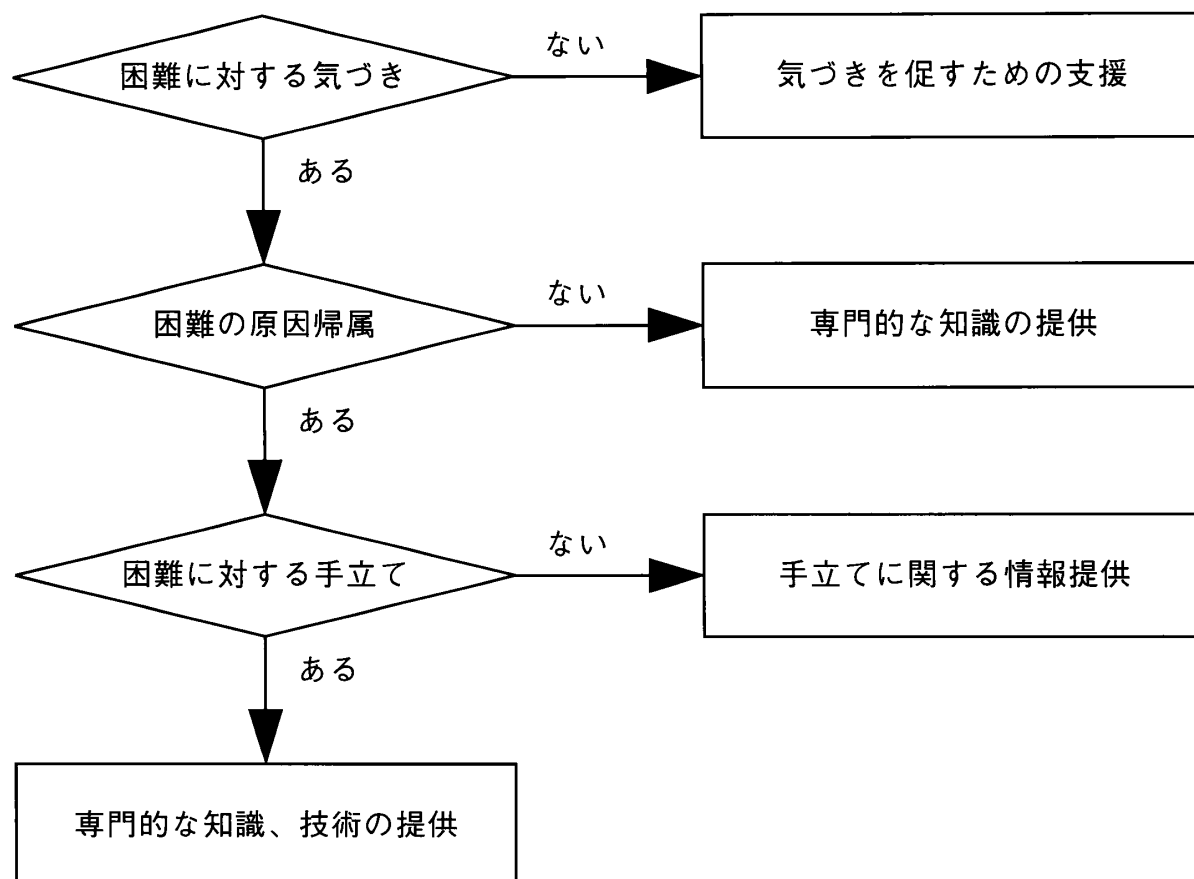 困難に対する気づき
ない
気づきを促すための支援
ある
困難の原因帰属
ない
専門的な知識の提供
ある
困難に対する手立て
ない
手立てに関する情報提供
ある
専門的な知識、技術の提供